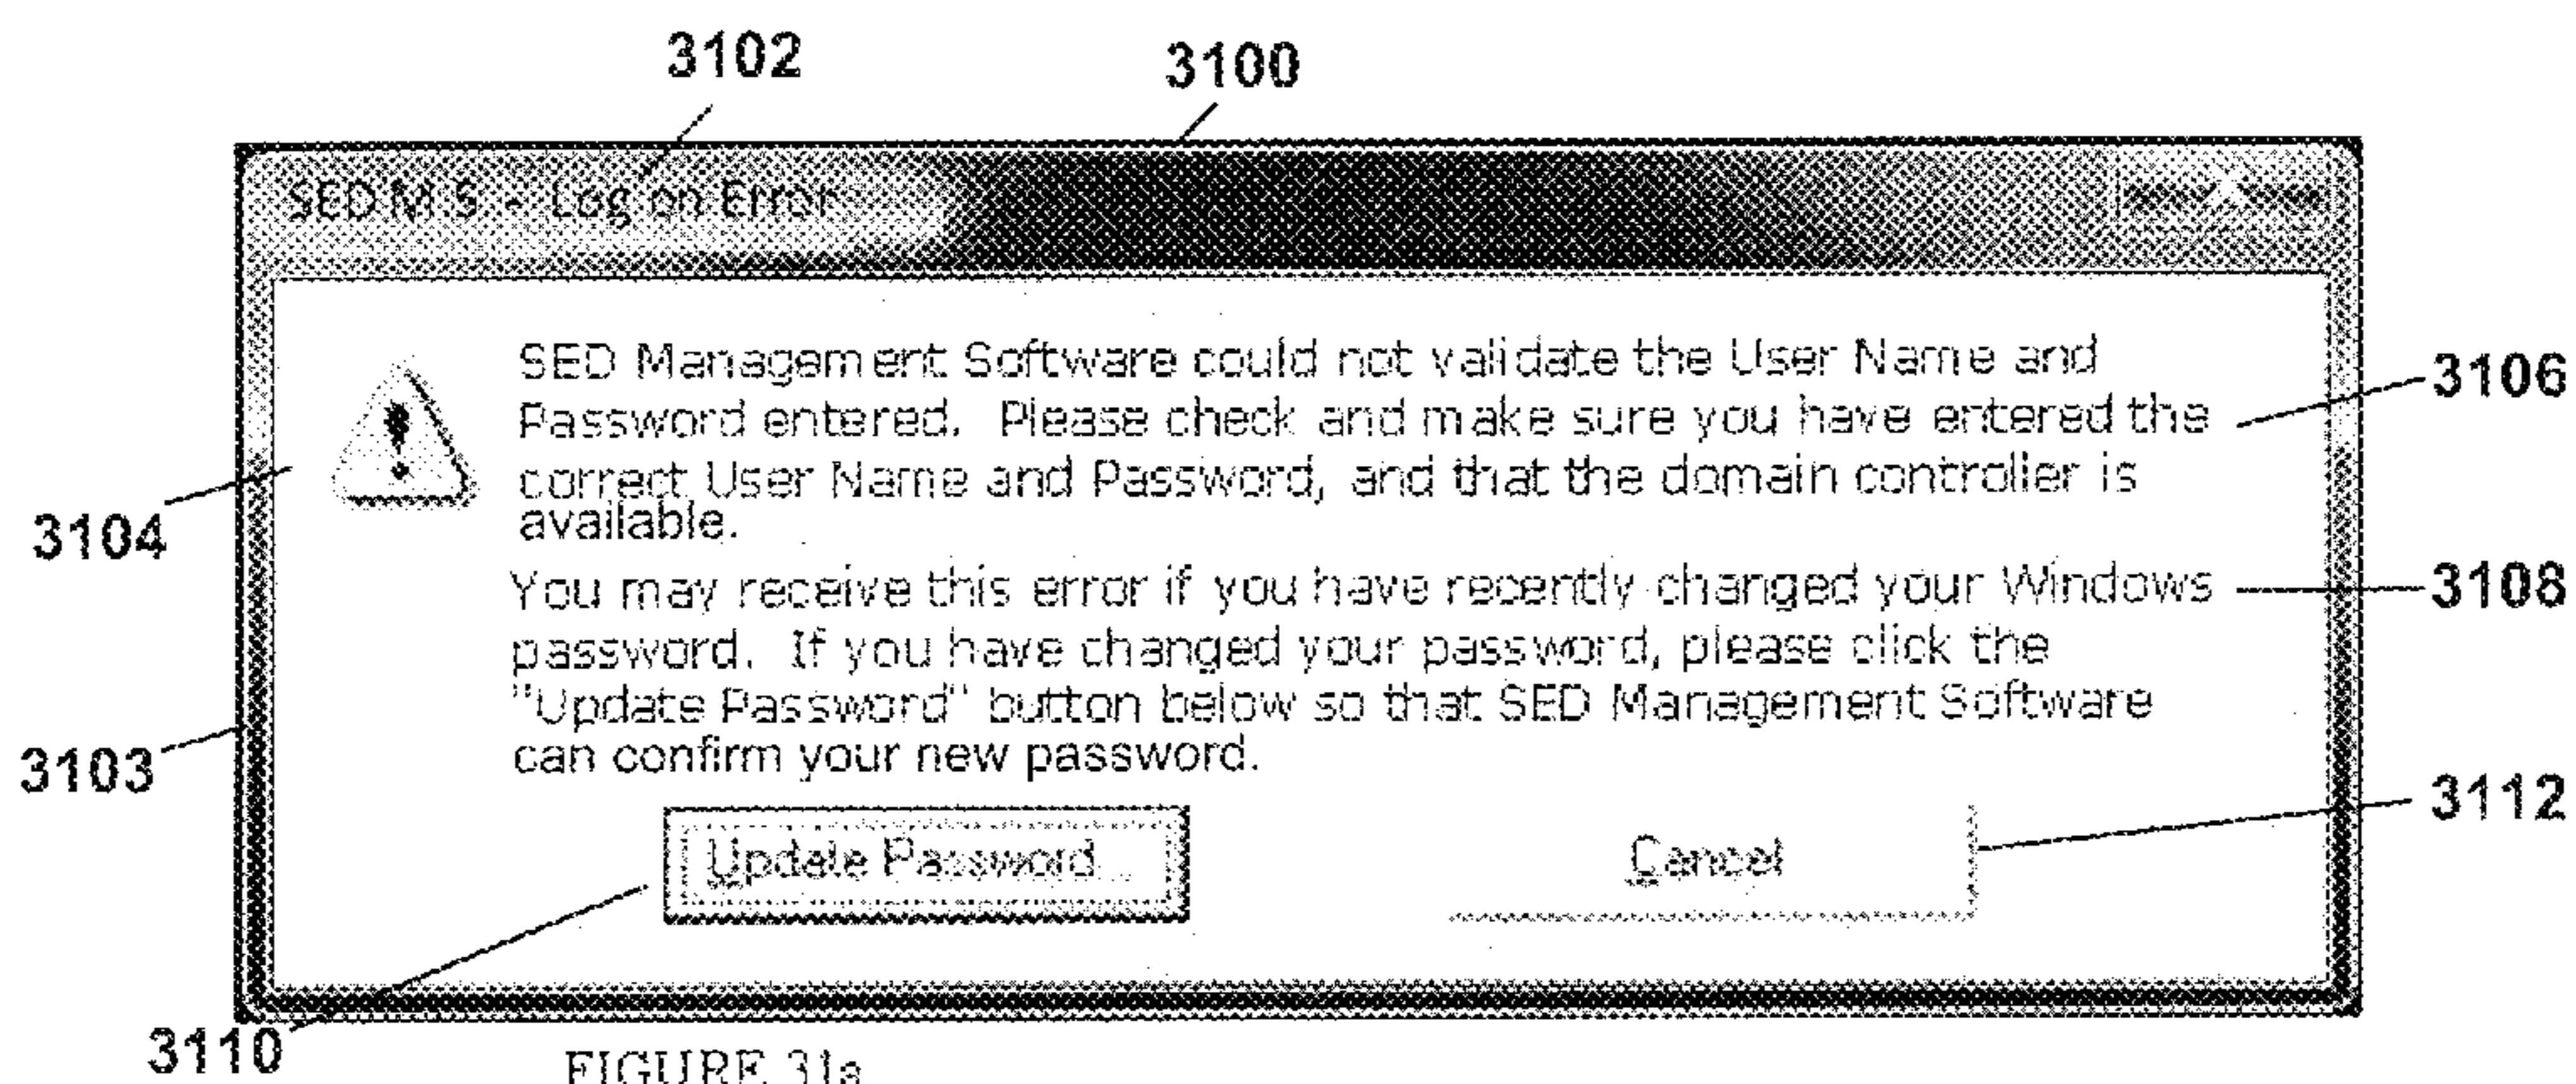 3102
3100
SED M S - Log on Error
SED Management Software could not validate the User Name and
Password entered. Please check and make sure you have entered the
correct User Name and Password, and that the domain controller is
available.
3106
3104
You may receive this error if you have recently changed your Windows
password. If you have changed your password, please click the
"Update Password" button below so that SED Management Software
can confirm your new password.
3108
3103
Update Password...
Cancel
3112
3110
FIGURE 31a